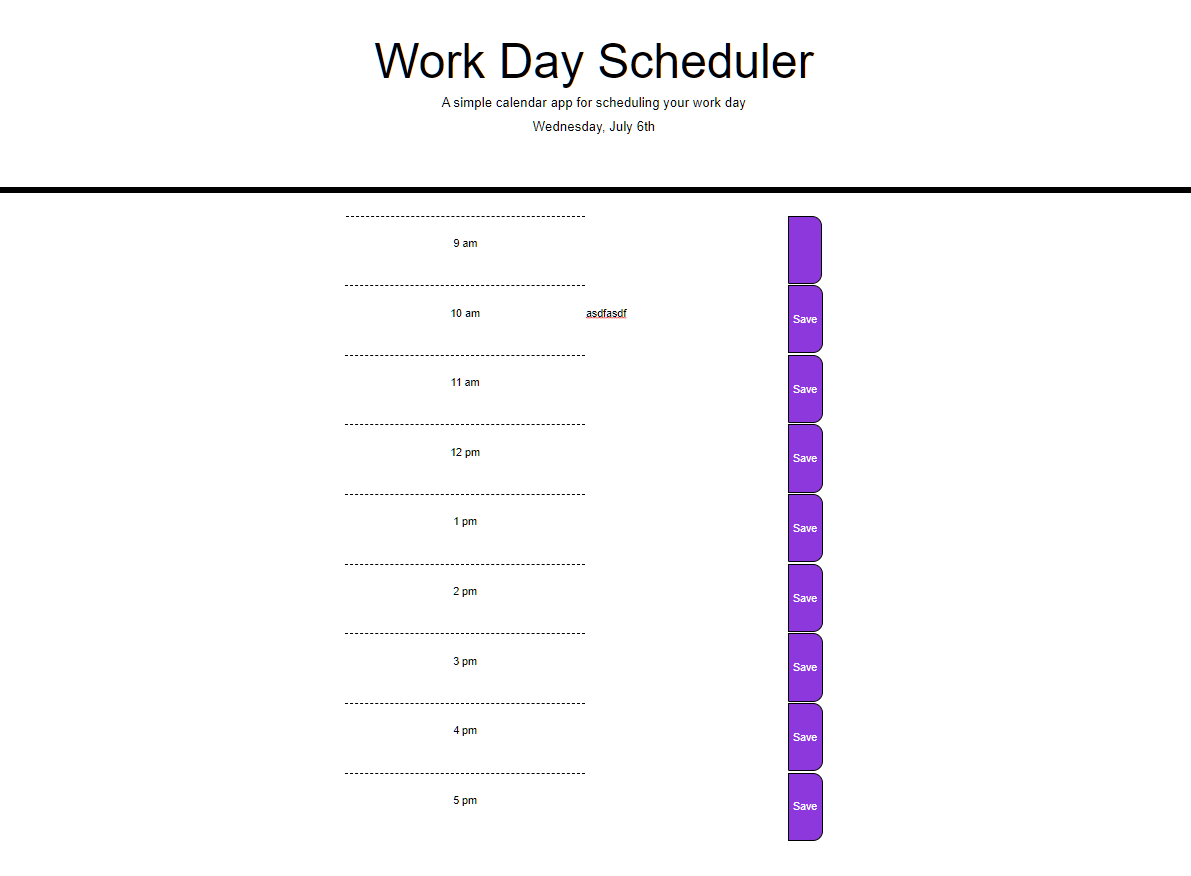 Work Day Scheduler
A simple calendar app for scheduling your work day
Wednesday, July 6th
9 am
10 am asdfasdf Save
11 am Save
12 pm Save
1 pm Save
2 pm Save
3 pm Save
4 pm Save
5 pm Save